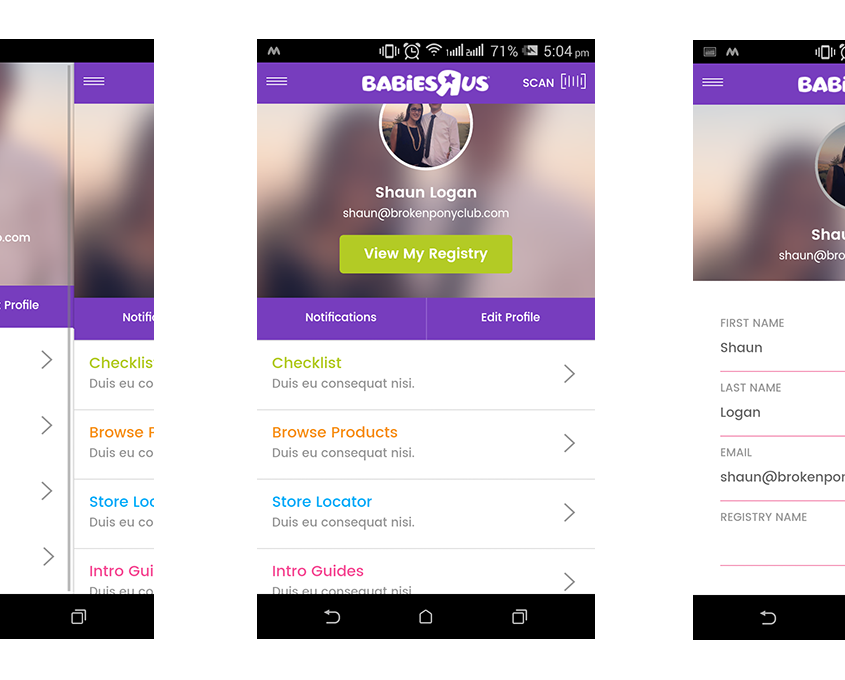 .com
Profile
Notifi
Checklis
Duis eu co
Browse P
Duis eu co
Store Loc
Duis eu co
Intro Gui
Duis eu co
71% 5:04 pm
BABiESRUS SCAN
Shaun Logan
shaun@brokenponyclub.com
View My Registry
Notifications Edit Profile
Checklist
Duis eu consequat nisi.
Browse Products
Duis eu consequat nisi.
Store Locator
Duis eu consequat nisi.
Intro Guides
Duis eu consequat nisi.
BABi
Shau
shaun@bro
FIRST NAME
Shaun
LAST NAME
Logan
EMAIL
shaun@brokenpon
REGISTRY NAME